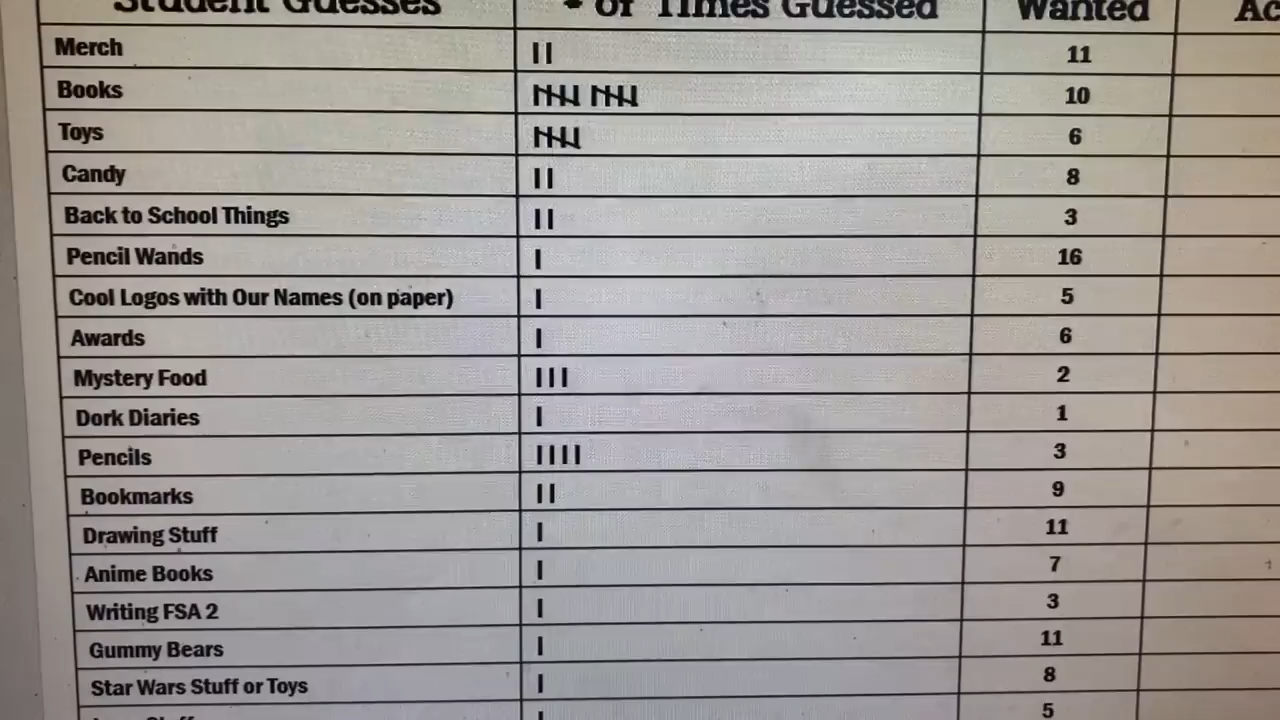 Student Guesses of Times Guessed Wanted Ac
Merch 11
Books 10
Toys 6
Candy 8
Back to School Things 3
Pencil Wands 16
Cool Logos with Our Names (on paper) 5
Awards 6
Mystery Food 2
Dork Diaries 1
Pencils 3
Bookmarks 9
Drawing Stuff 11
Anime Books 7
Writing FSA 2 3
Gummy Bears 11
Star Wars Stuff or Toys 8
5